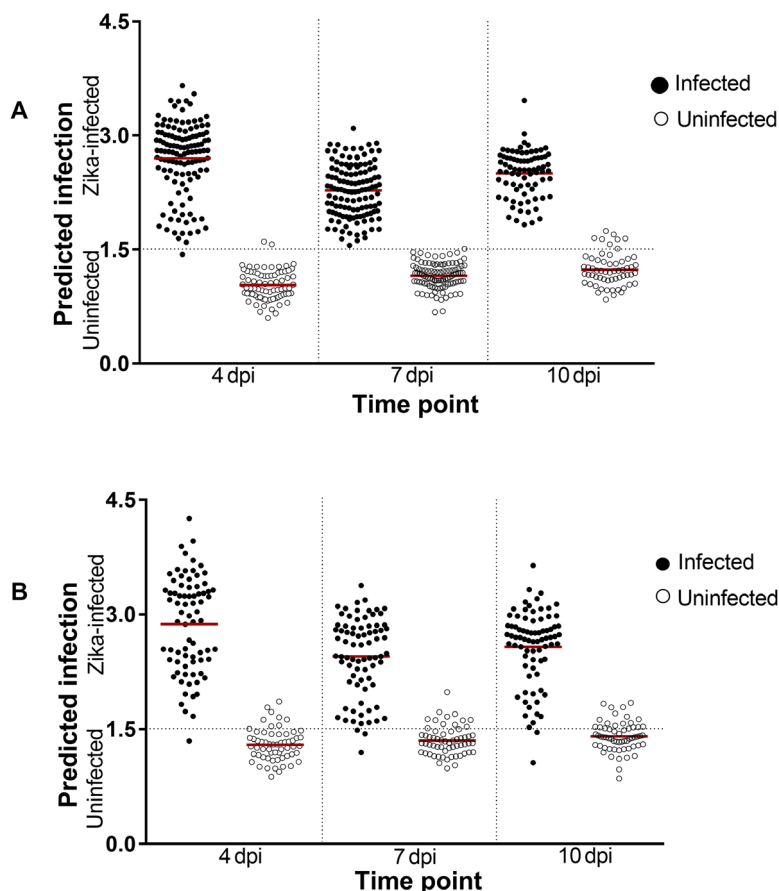 A
4.5
3.0
1.5
0.0
Predicted infection
Zika-infected
Uninfected
Infected
Uninfected
4 dpi
7 dpi
10 dpi
Time point
B
4.5
3.0
1.5
0.0
Predicted infection
Zika-infected
Uninfected
Infected
Uninfected
4 dpi
7 dpi
10 dpi
Time point